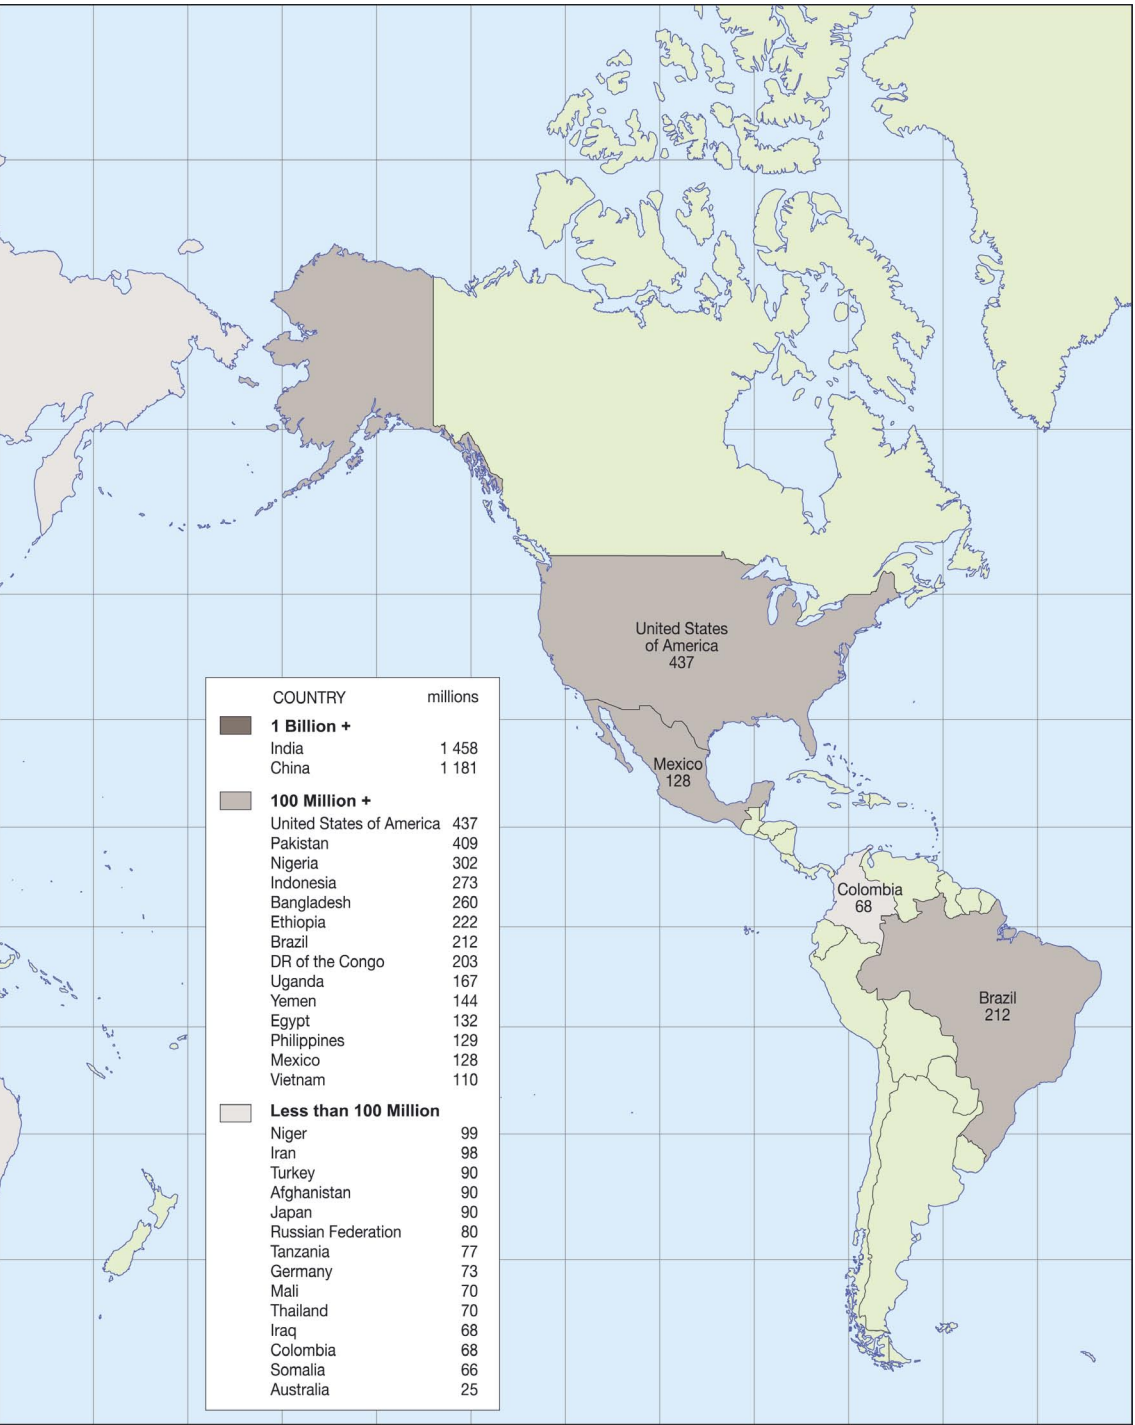 United States
of America
437
Mexico
128
Colombia
68
Brazil
212
COUNTRY millions
1 Billion +
India 1 458
China 1 181
100 Million +
United States of America 437
Pakistan 409
Nigeria 302
Indonesia 273
Bangladesh 260
Ethiopia 222
Brazil 212
DR of the Congo 203
Uganda 167
Yemen 144
Egypt 132
Philippines 129
Mexico 128
Vietnam 110
Less than 100 Million
Niger 99
Iran 98
Turkey 90
Afghanistan 90
Japan 90
Russian Federation 80
Tanzania 77
Germany 73
Mali 70
Thailand 70
Iraq 68
Colombia 68
Somalia 66
Australia 25